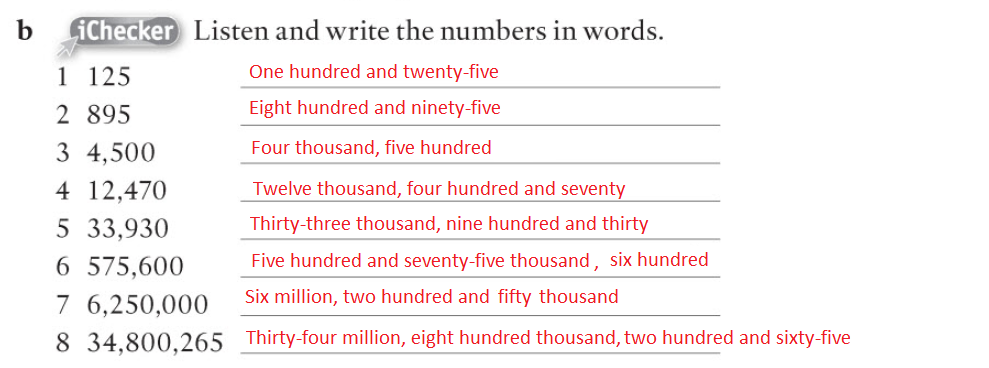 b iChecker Listen and write the numbers in words.
1 125 One hundred and twenty-five
2 895 Eight hundred and ninety-five
3 4,500 Four thousand, five hundred
4 12,470 Twelve thousand, four hundred and seventy
5 33,930 Thirty-three thousand, nine hundred and thirty
6 575,600 Five hundred and seventy-five thousand, six hundred
7 6,250,000 Six million, two hundred and fifty thousand
8 34,800,265 Thirty-four million, eight hundred thousand, two hundred and sixty-five